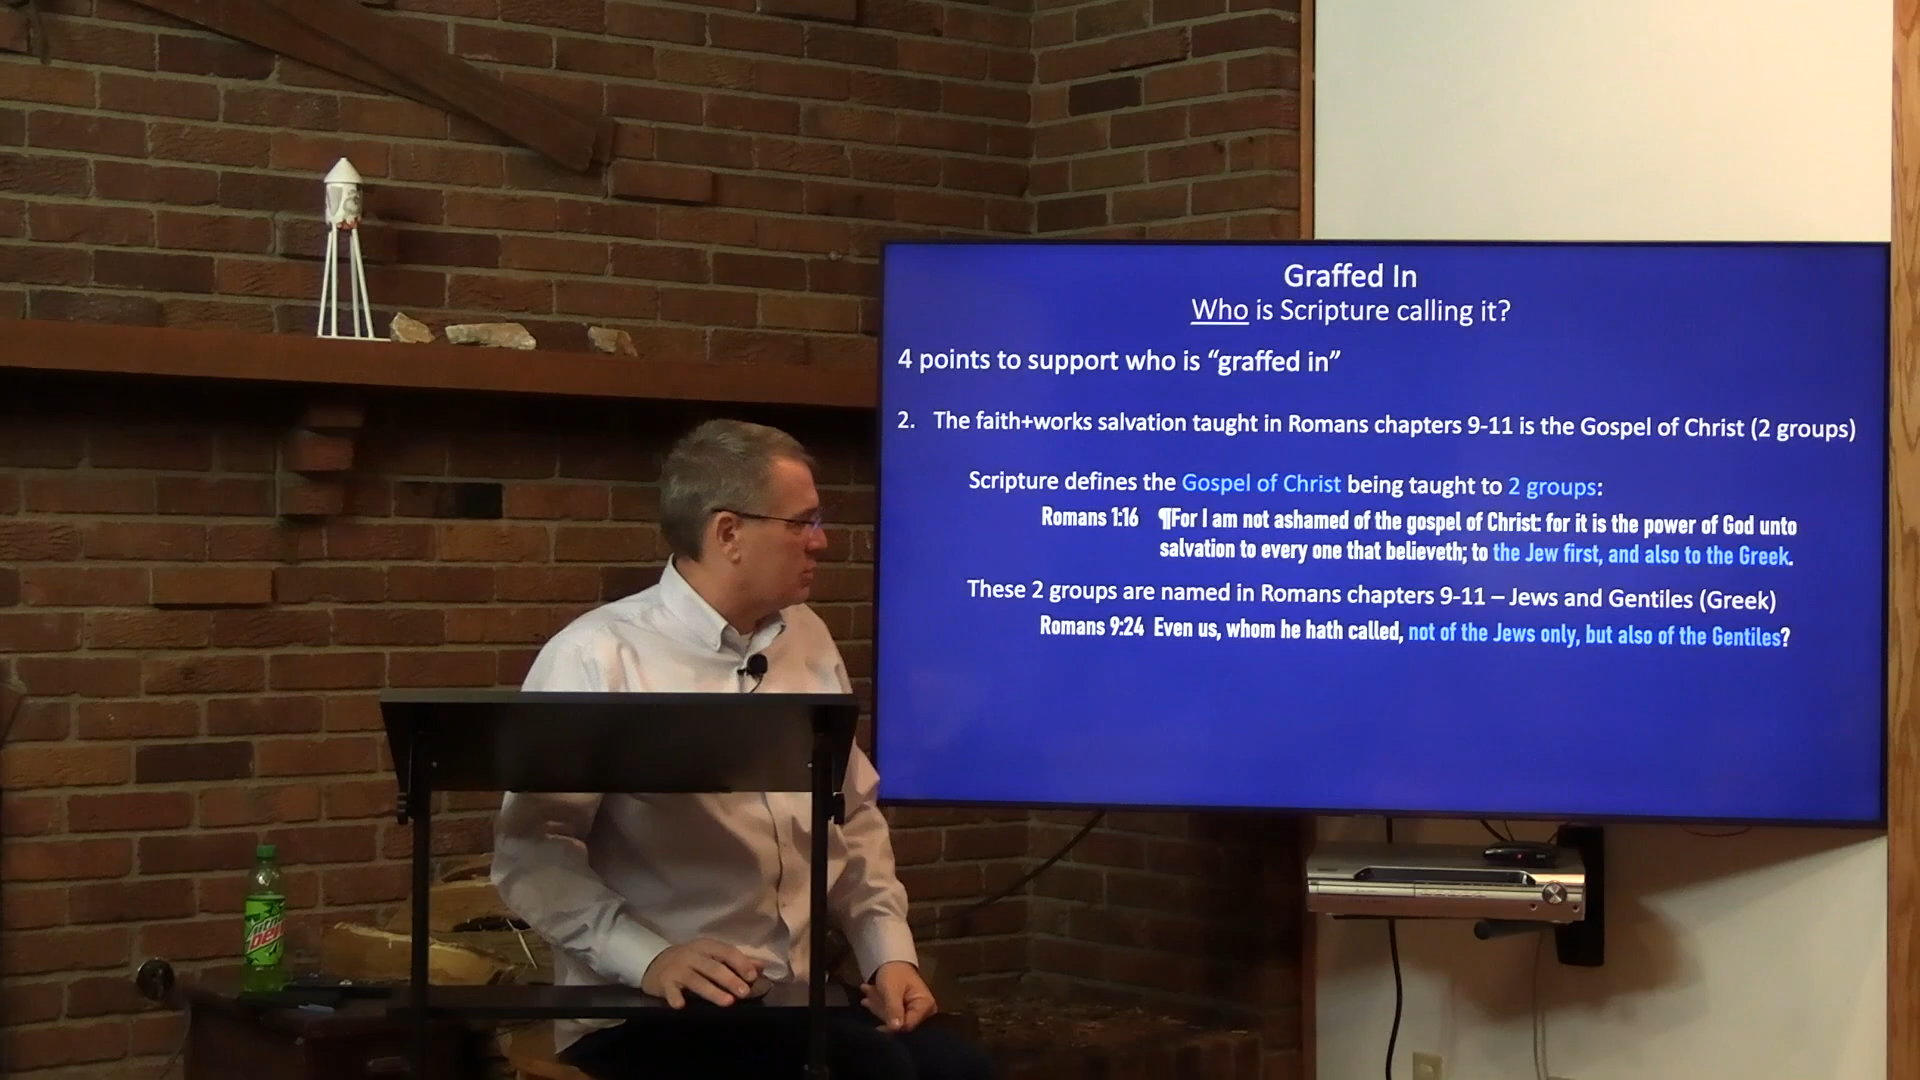 Graffed In
Who is Scripture calling it?
4 points to support who is “graffed in”
2. The faith+works salvation taught in Romans chapters 9-11 is the Gospel of Christ (2 groups)
Scripture defines the Gospel of Christ being taught to 2 groups:
Romans 1:16 ¶For I am not ashamed of the gospel of Christ: for it is the power of God unto
salvation to every one that believeth; to the Jew first, and also to the Greek.
These 2 groups are named in Romans chapters 9-11 – Jews and Gentiles (Greek)
Romans 9:24 Even us, whom he hath called, not of the Jews only, but also of the Gentiles?
mtn
dew